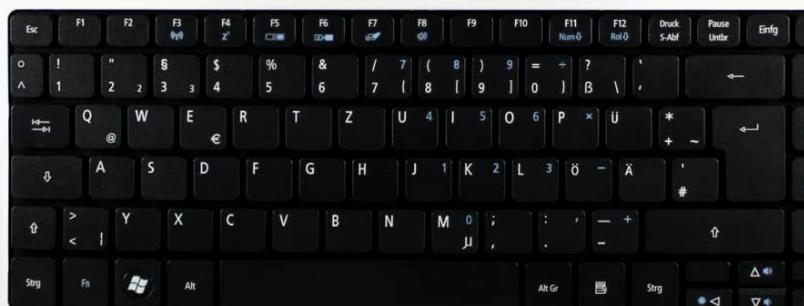 Esc F1 F2 F3 F4 F5 F6 F7 F8 F9 F10 F11 F12 Druck Pause Einfg
zᶻ Num⇩ Rol⇩ S-Abf Untbr
° ! " § $ % & / 7 ( 8 ) 9 = ÷ ? `
^ 1 2 2 3 3 4 5 6 7 { 8 [ 9 ] 0 } ß \ ´
Q W E R T Z U 4 I 5 O 6 P × Ü *
@ € + ~
A S D F G H J 1 K 2 L 3 Ö − Ä '
#
> Y X C V B N M 0 ; : , — +
< | µ , . -
Strg Fn Alt Alt Gr Strg